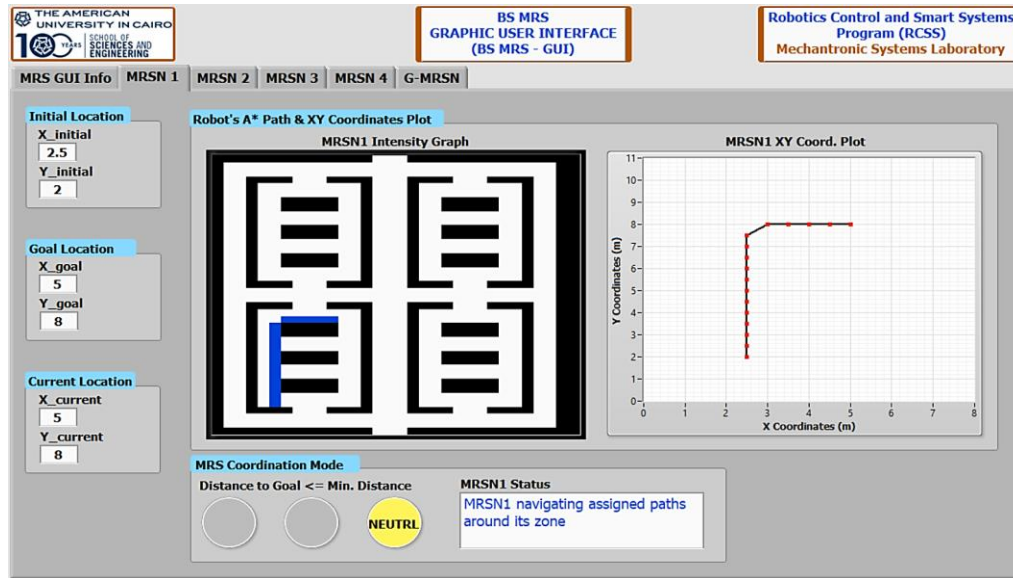 THE AMERICAN
UNIVERSITY IN CAIRO
100 YEARS
SCHOOL OF
SCIENCES AND
ENGINEERING
BS MRS
GRAPHIC USER INTERFACE
(BS MRS - GUI)
Robotics Control and Smart Systems
Program (RCSS)
Mechantronic Systems Laboratory
MRS GUI Info
MRSN 1
MRSN 2
MRSN 3
MRSN 4
G-MRSN
Initial Location
X_initial
2.5
Y_initial
2
Goal Location
X_goal
5
Y_goal
8
Current Location
X_current
5
Y_current
8
Robot's A* Path & XY Coordinates Plot
MRSN1 Intensity Graph
MRSN1 XY Coord. Plot
Y Coordinates (m)
11
10
9
8
7
6
5
4
3
2
1
0
0 1 2 3 4 5 6 7 8
X Coordinates (m)
MRS Coordination Mode
Distance to Goal <= Min. Distance
NEUTRL
MRSN1 Status
MRSN1 navigating assigned paths
around its zone